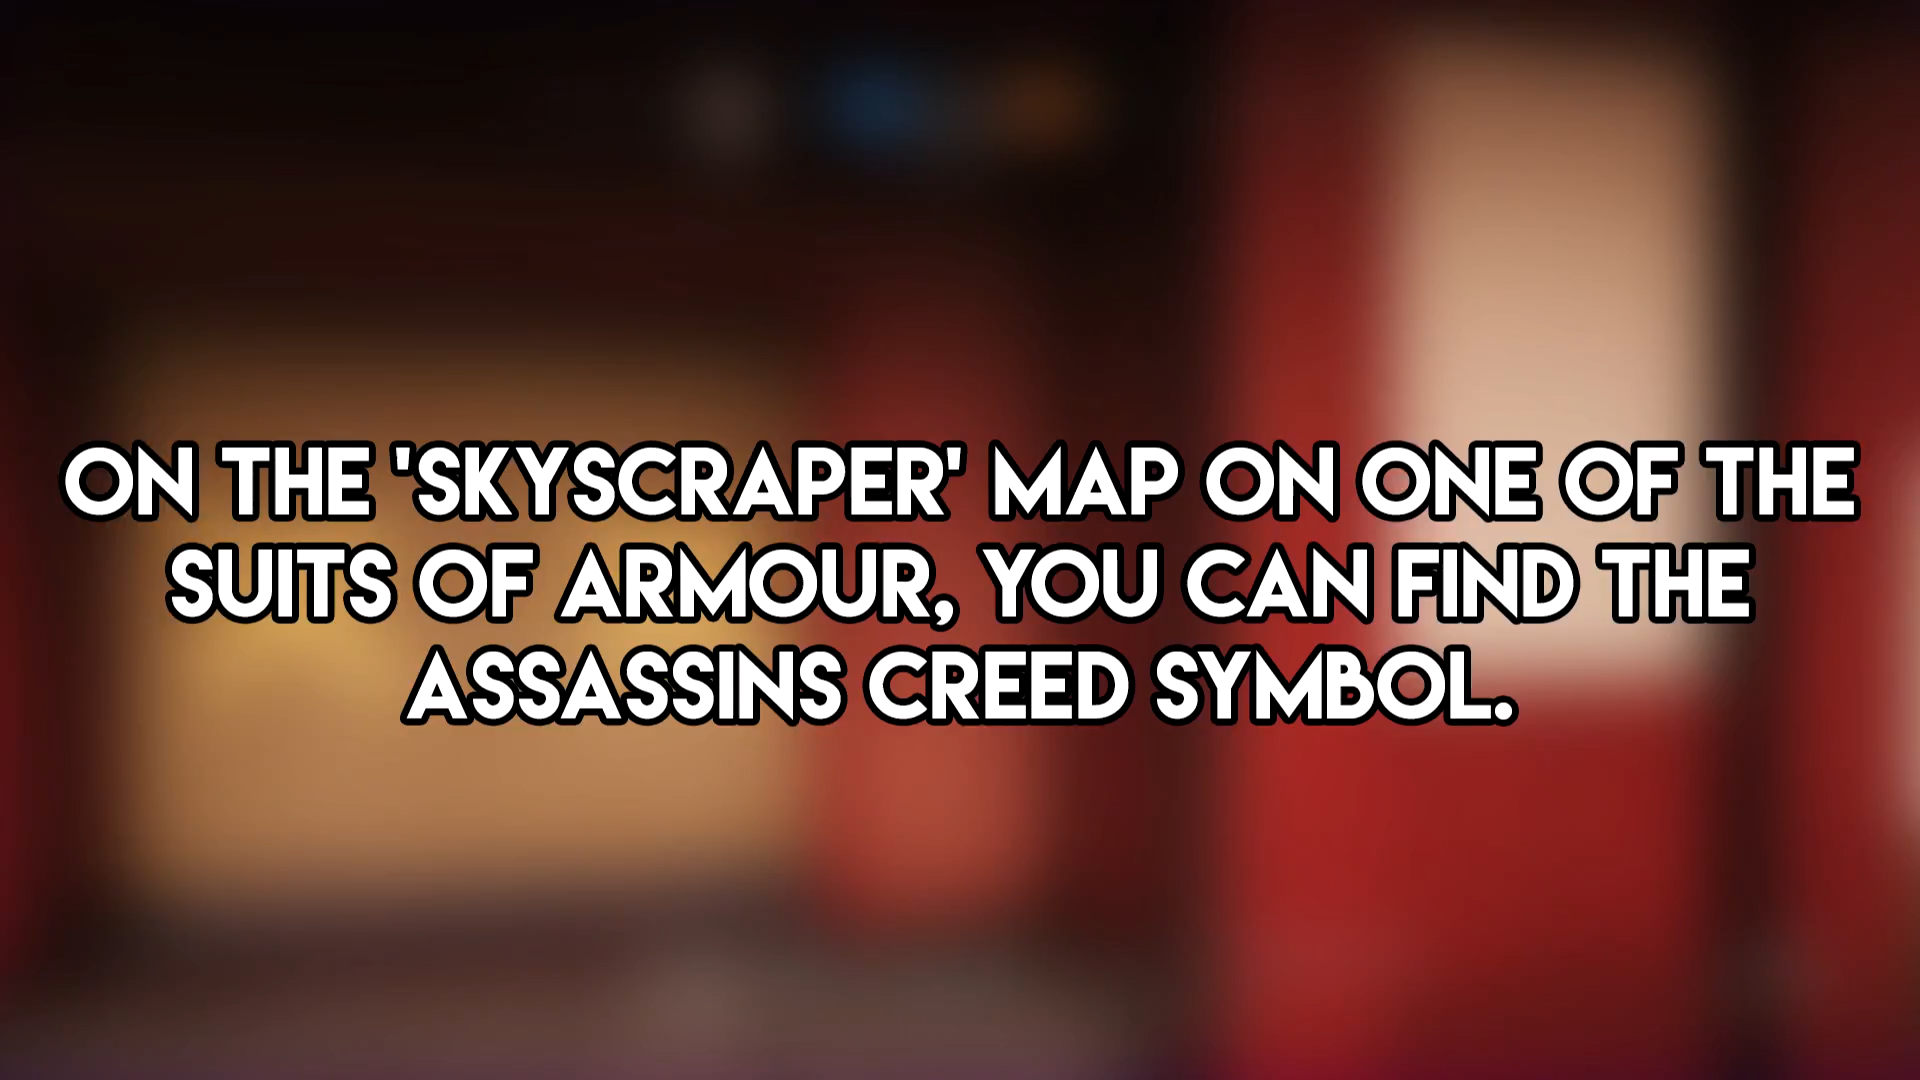 ON THE 'SKYSCRAPER' MAP ON ONE OF THE
SUITS OF ARMOUR, YOU CAN FIND THE
ASSASSINS CREED SYMBOL.